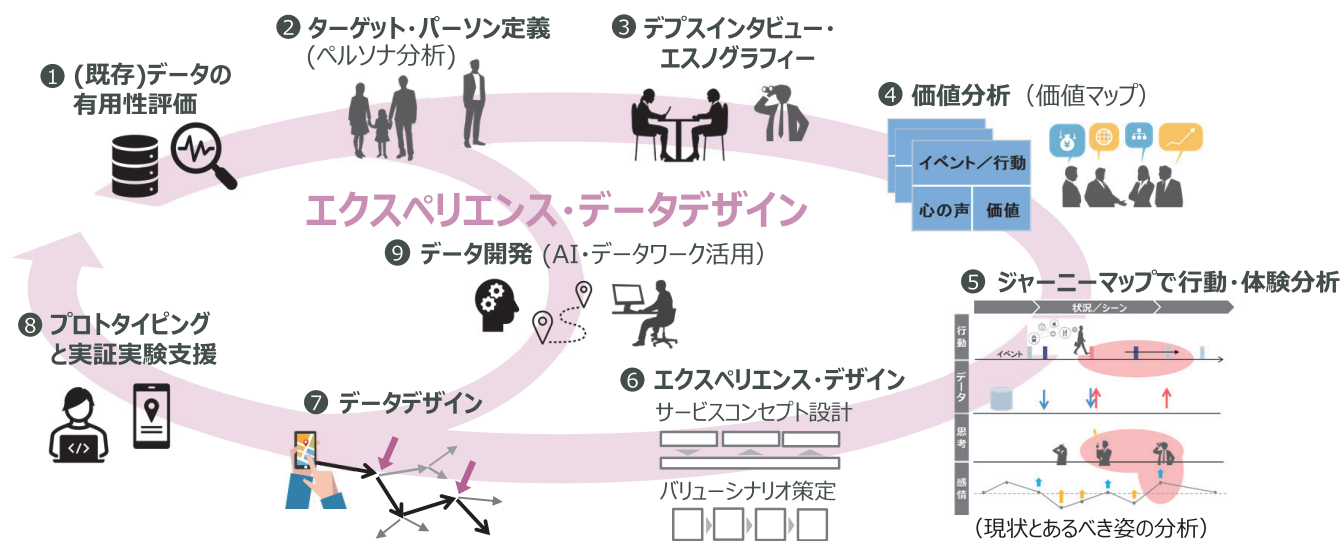 ❶ (既存)データの
有用性評価
❷ ターゲット・パーソン定義
(ペルソナ分析)
❸ デプスインタビュー・
エスノグラフィー
❹ 価値分析（価値マップ）
イベント／行動
心の声
価値
¥
エクスペリエンス・データデザイン
❾ データ開発 (AI・データワーク活用)
❺ ジャーニーマップで行動・体験分析
状況／シーン
行動
イベント
データ
思考
感情
(現状とあるべき姿の分析)
❻ エクスペリエンス・デザイン
サービスコンセプト設計
バリューシナリオ策定
❼ データデザイン
❽ プロトタイピング
と実証実験支援
</>